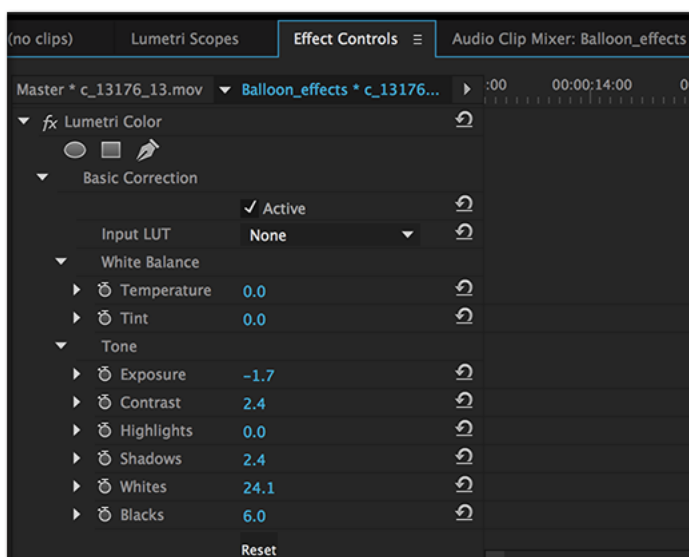 (no clips) Lumetri Scopes Effect Controls Audio Clip Mixer: Balloon_effects
Master * c_13176_13.mov Balloon_effects * c_13176... :00 00:00:14:00 0
fx Lumetri Color
Basic Correction
Active
Input LUT None
White Balance
Temperature 0.0
Tint 0.0
Tone
Exposure -1.7
Contrast 2.4
Highlights 0.0
Shadows 2.4
Whites 24.1
Blacks 6.0
Reset